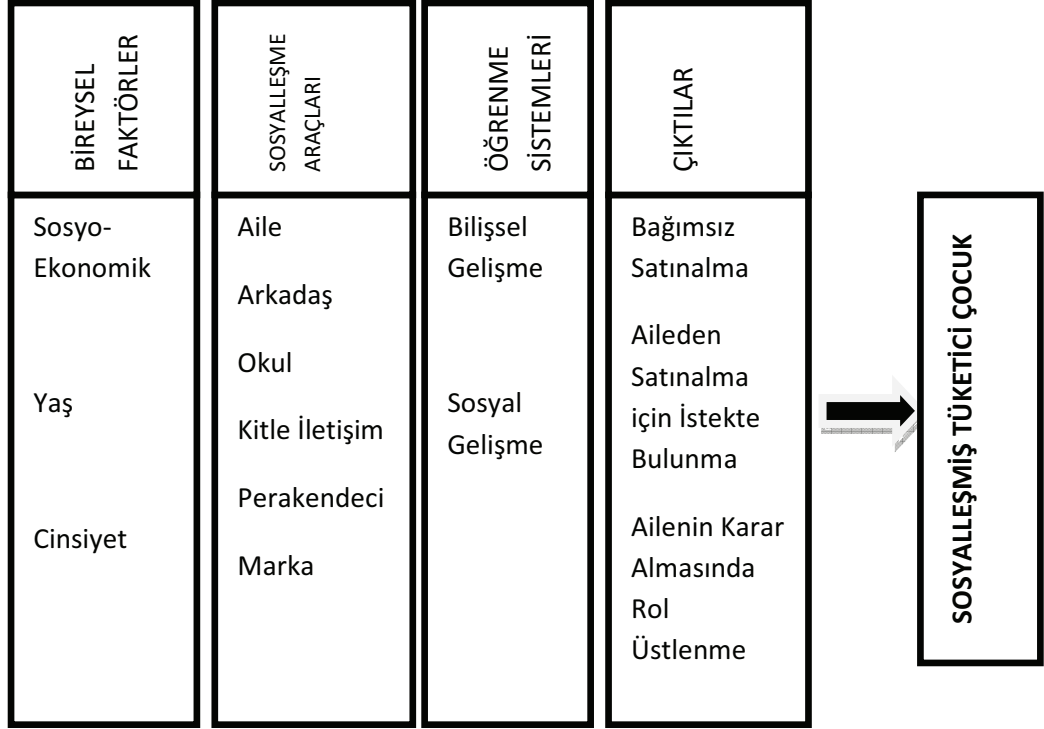 BİREYSEL
FAKTÖRLER
Sosyo-
Ekonomik
Yaş
Cinsiyet
SOSYALLEŞME
ARAÇLARI
Aile
Arkadaş
Okul
Kitle İletişim
Perakendeci
Marka
ÖĞRENME
SİSTEMLERİ
Bilişsel
Gelişme
Sosyal
Gelişme
ÇIKTILAR
Bağımsız
Satınalma
Aileden
Satınalma
için İstekte
Bulunma
Ailenin Karar
Almasında
Rol
Üstlenme
SOSYALLEŞMİŞ TÜKETİCİ ÇOCUK